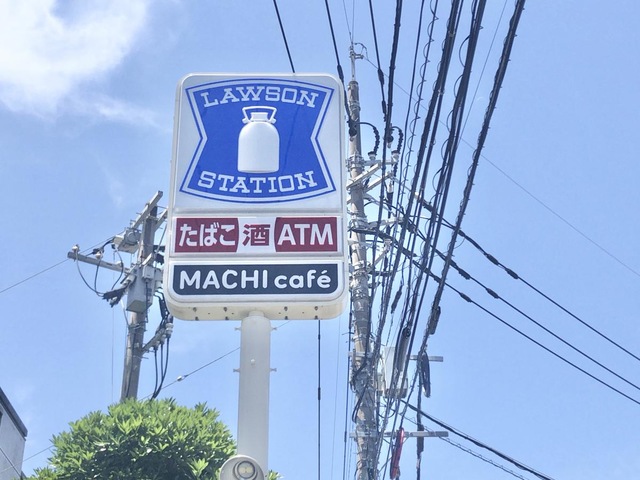 LAWSON
STATION
たばこ 酒 ATM
MACHI café